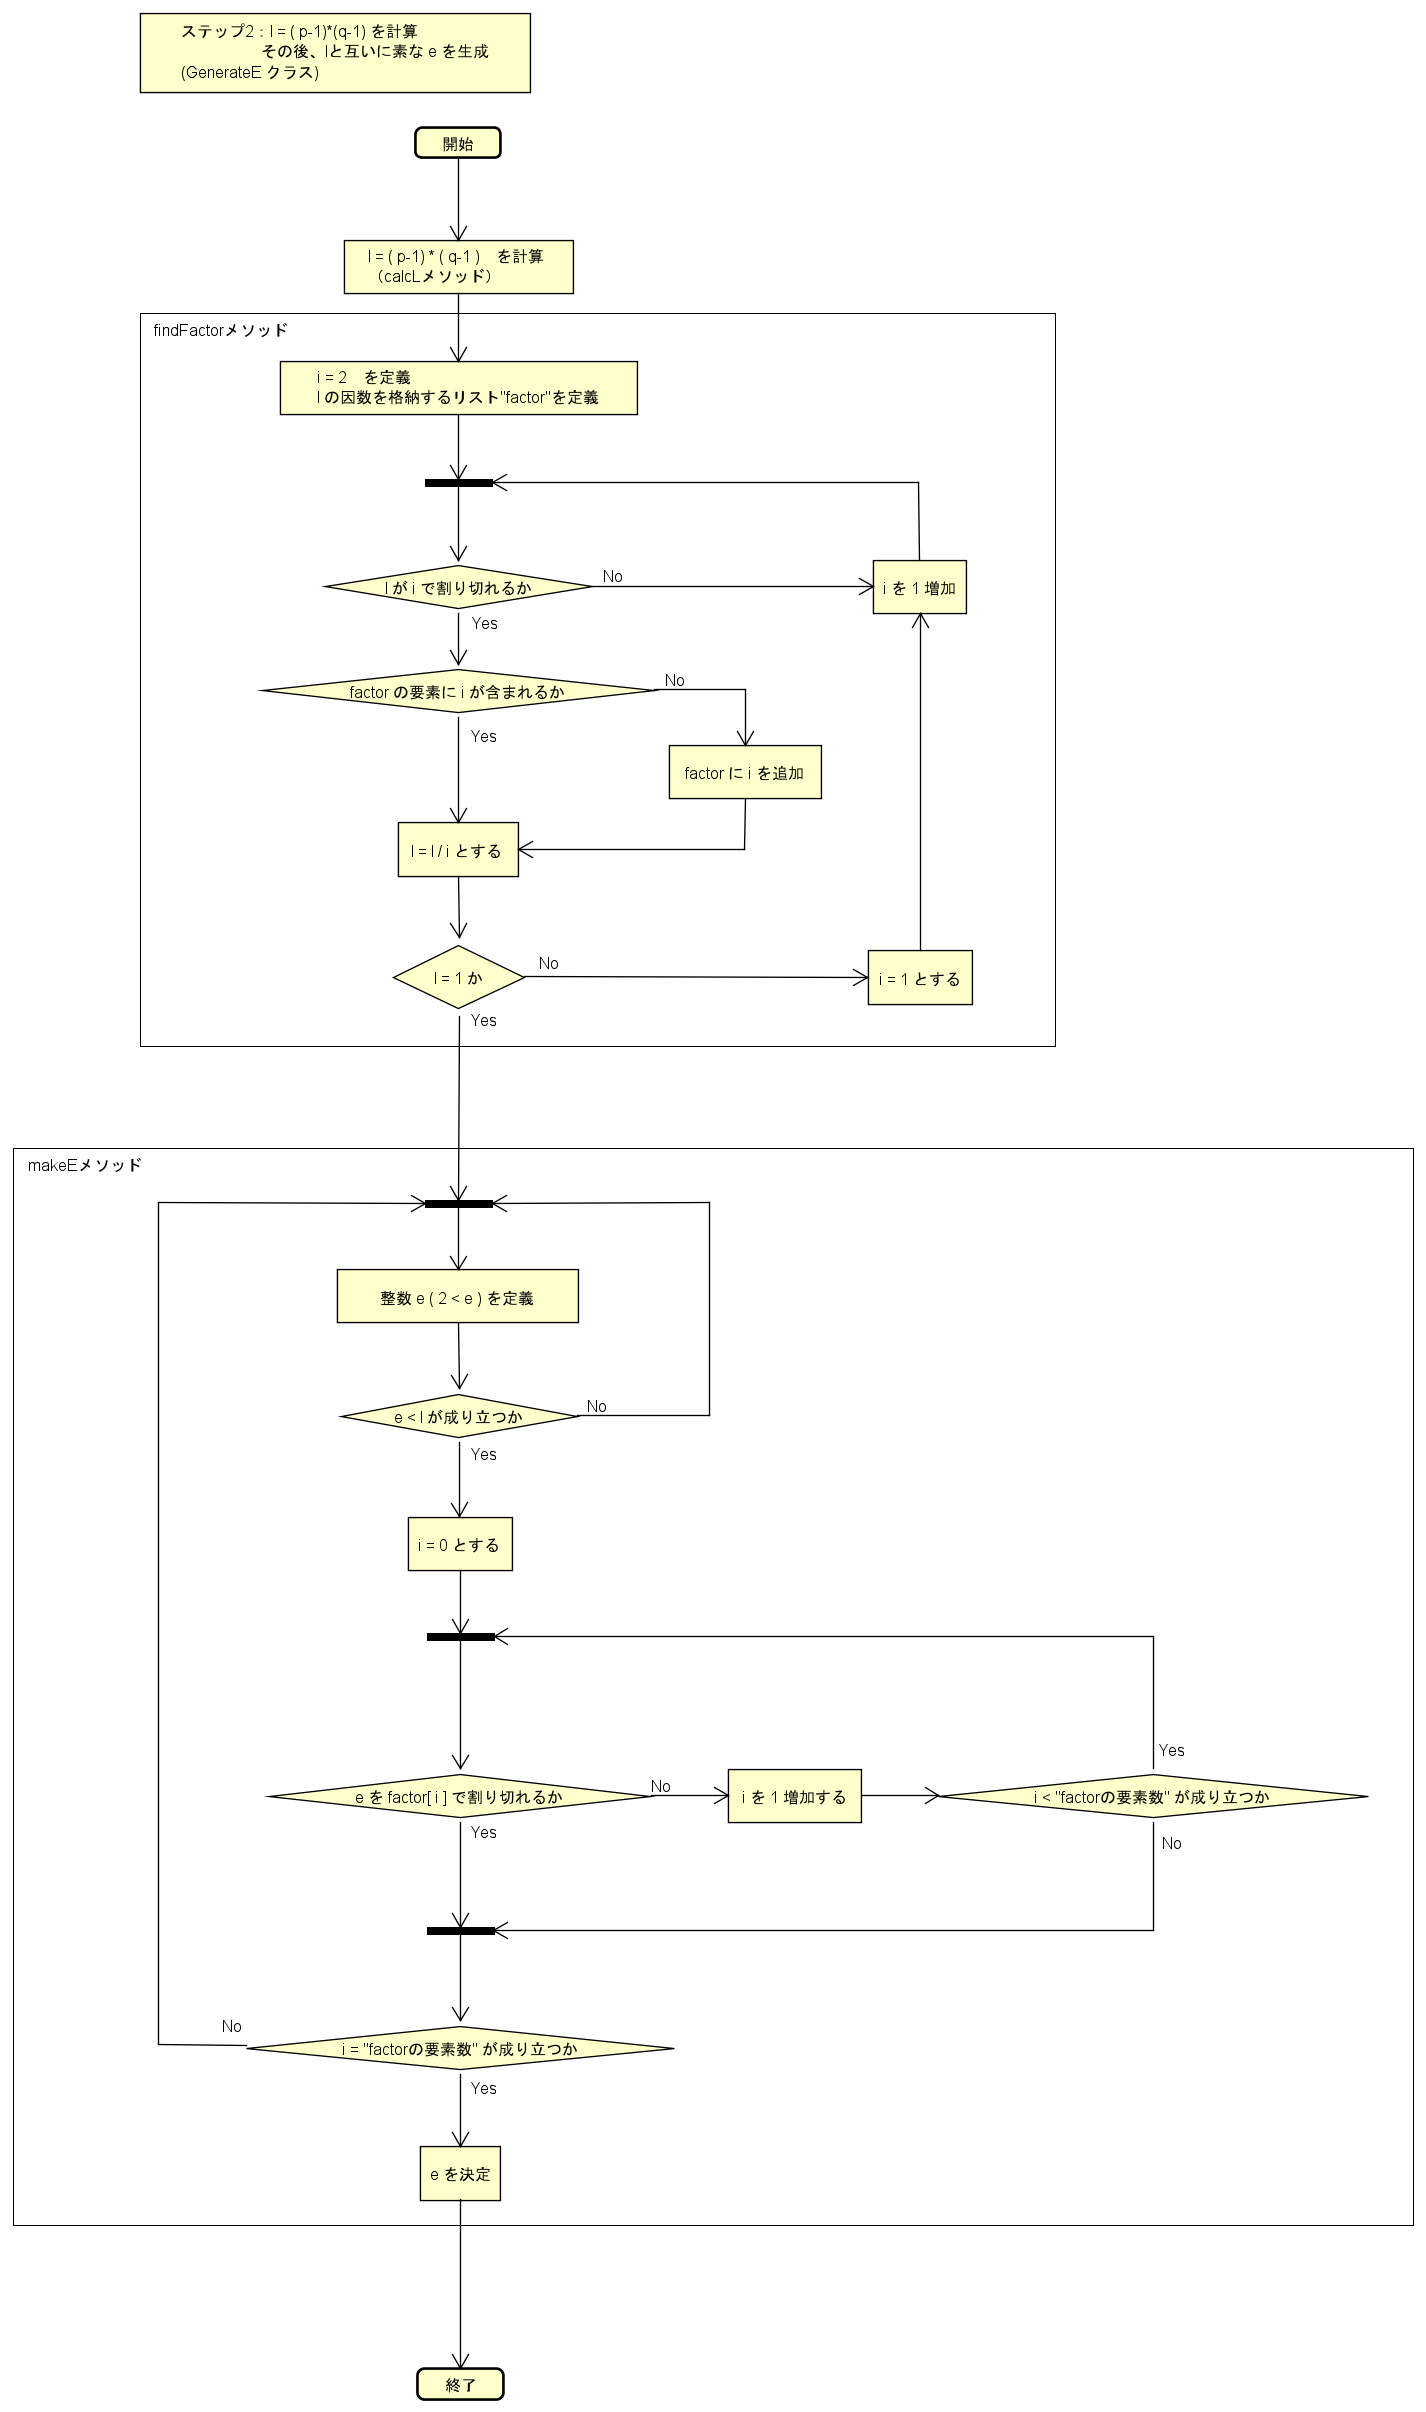 ステップ2 : l = ( p-1)*(q-1) を計算
その後、lと互いに素な e を生成
(GenerateE クラス)
開始
l = ( p-1) * ( q-1 )　を計算
（calcLメソッド）
findFactorメソッド
i = 2　を定義
l の因数を格納するリスト"factor"を定義
l が i で割り切れるか
No
i を 1 増加
Yes
factor の要素に i が含まれるか
No
Yes
factor に i を追加
l = l / i とする
l = 1 か
No
i = 1 とする
Yes
makeEメソッド
整数 e ( 2 < e ) を定義
e < l が成り立つか
No
Yes
i = 0 とする
Yes
e を factor[ i ] で割り切れるか
No
i を 1 増加する
i < "factorの要素数" が成り立つか
Yes
No
No
i = "factorの要素数" が成り立つか
Yes
e を決定
終了